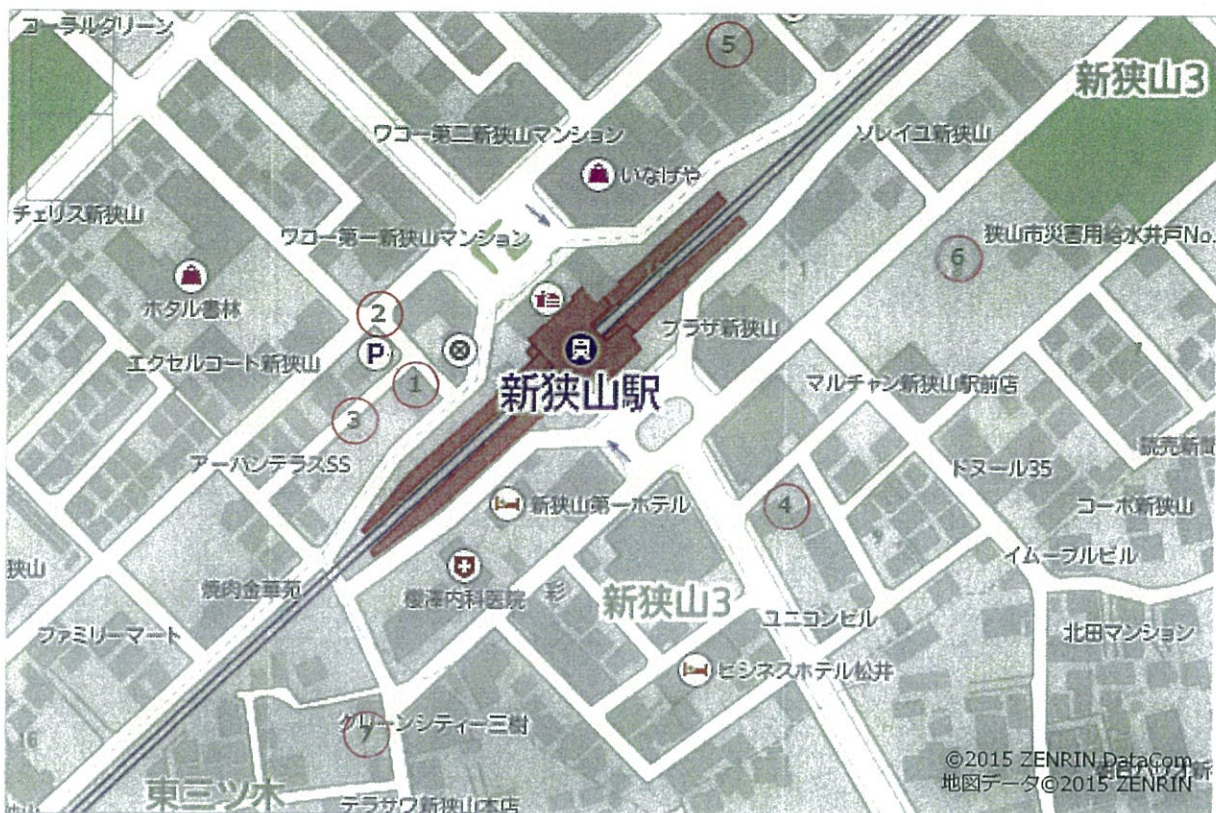 コーラルグリーン
5
新狭山3
ワコー第二新狭山マンション
ソレイユ新狭山
いなげや
チェリス新狭山
ワコー第一新狭山マンション
狭山市災害用給水井戸No.
6
ホタル書林
2
プラザ新狭山
P
エクセルコート新狭山
1
新狭山駅
マルチャン新狭山駅前店
3
読売新聞
アーバンテラスSS
ドヌール35
4
新狭山第一ホテル
コーポ新狭山
狭山
イムーブルビル
焼肉金華苑
櫻澤内科医院
新狭山3
ユニコンビル
ファミリーマート
北田マンション
ビジネスホテル松井
7
グリーンシティー三樹
©2015 ZENRIN DataCom
地図データ©2015 ZENRIN
東三ツ木
テラサワ新狭山本店